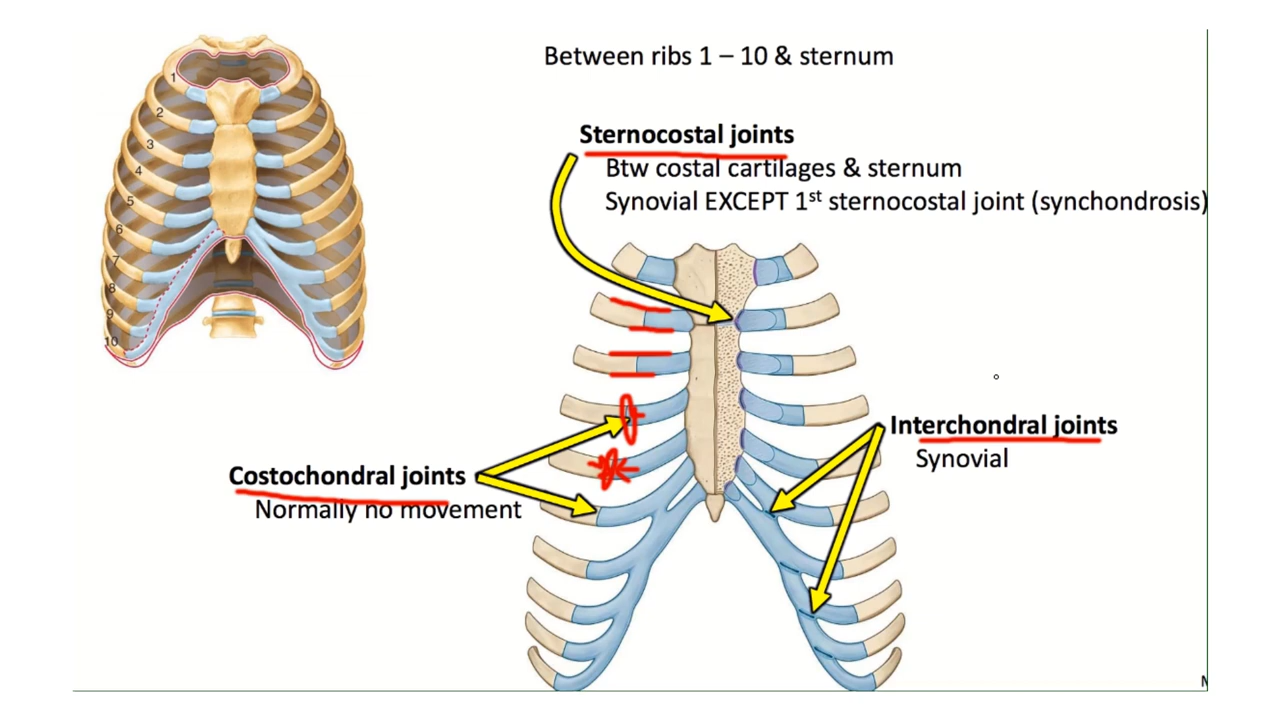 Between ribs 1 – 10 & sternum
Sternocostal joints
Btw costal cartilages & sternum
Synovial EXCEPT 1st sternocostal joint (synchondrosis)
1
2
3
4
5
6
7
8
9
10
Interchondral joints
Synovial
Costochondral joints
Normally no movement